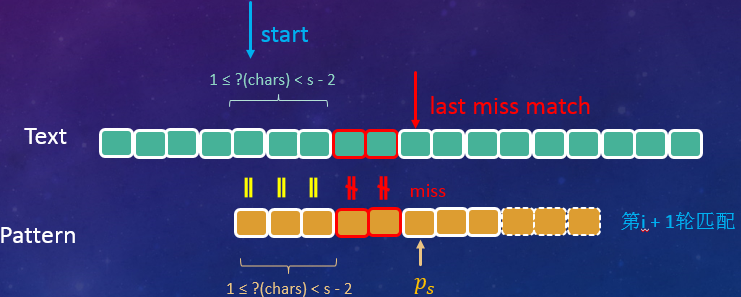 start
1 ≤ ?(chars) < s - 2
last miss match
Text
miss
Pattern
第i + 1轮匹配
1 ≤ ?(chars) < s - 2
pₛ